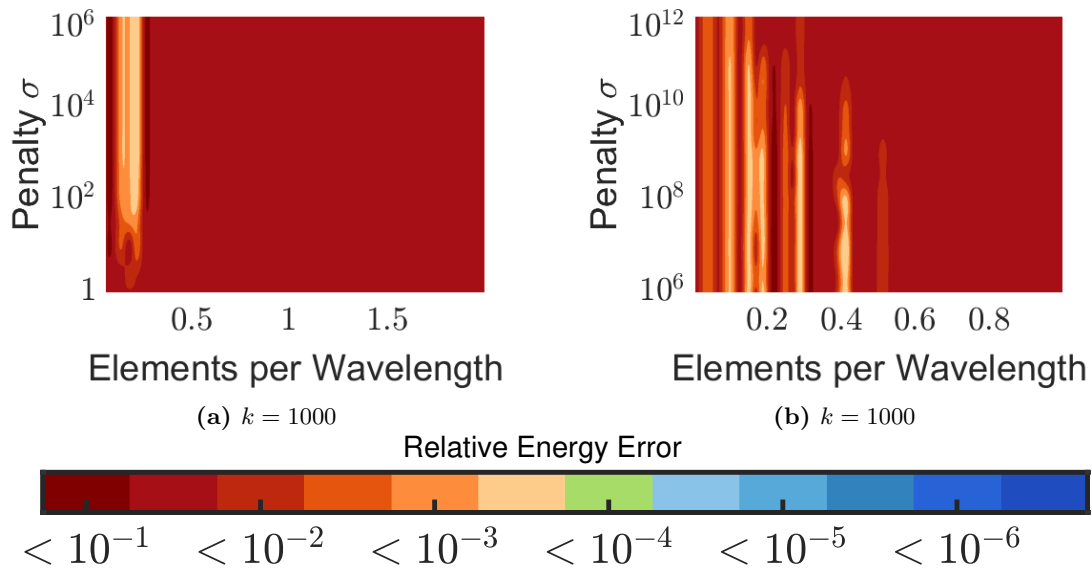 10^6
10^4
10^2
1
Penalty σ
0.5 1 1.5
Elements per Wavelength
(a) k = 1000
10^12
10^10
10^8
10^6
Penalty σ
0.2 0.4 0.6 0.8
Elements per Wavelength
(b) k = 1000
Relative Energy Error
< 10^−1 < 10^−2 < 10^−3 < 10^−4 < 10^−5 < 10^−6